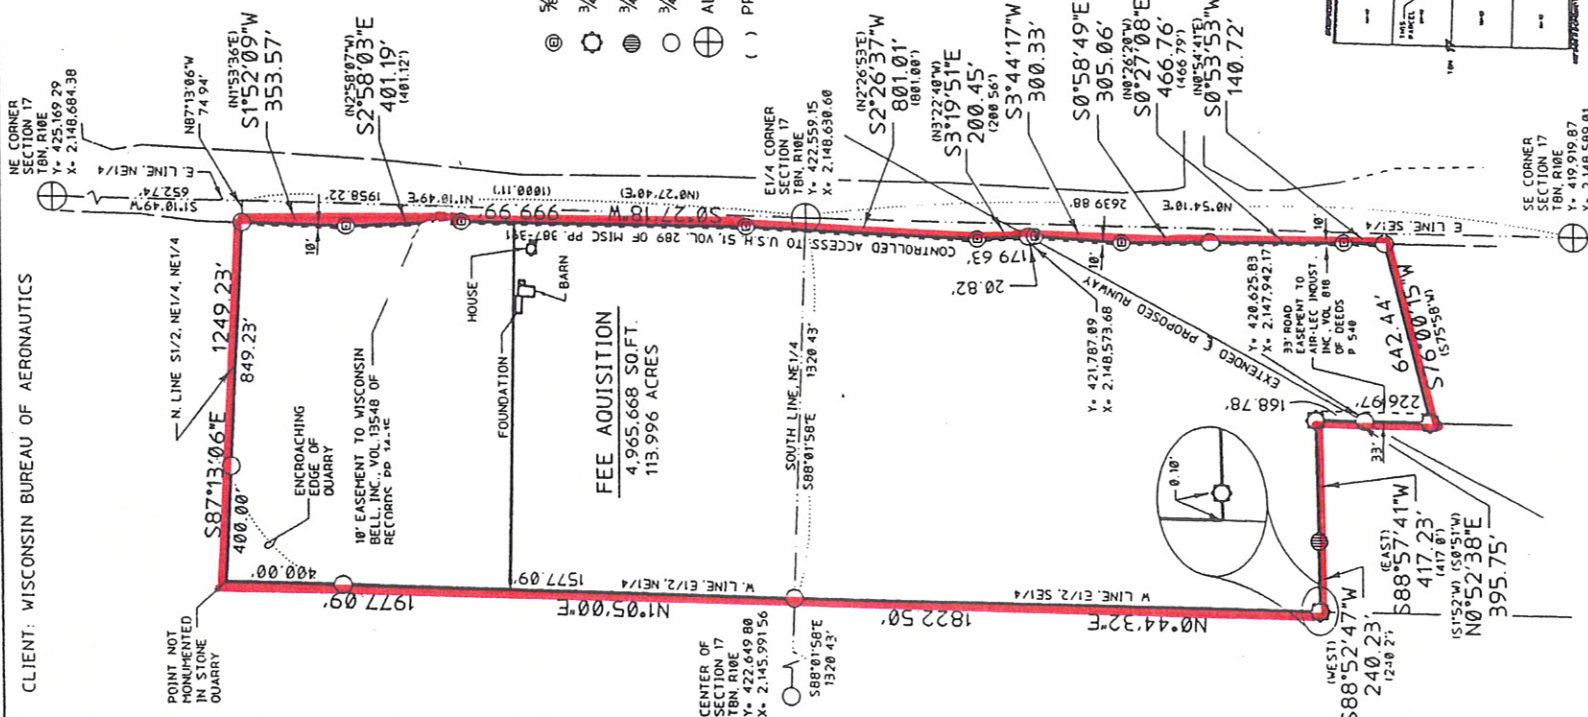 CLIENT: WISCONSIN BUREAU OF AERONAUTICS
NE CORNER
SECTION 17
T8N, R10E
Y= 425,169.29
X= 2,148,684.38
E. LINE, NE1/4
S1°10'49"W
652.74'
N87°13'06"W
74.94'
(N1°53'36"E)
S1°52'09"W
353.57'
(N2°58'07"W)
S2°58'03"E
401.19'
(401.12')
( )
N. LINE S1/2, NE1/4, NE1/4
1249.23'
849.23'
S87°13'06"E
400.00'
400.00'
ENCROACHING
EDGE OF
QUARRY
POINT NOT
MONUMENTED
IN STONE
QUARRY
10'
1958.22'
N1°10'49"E
10' EASEMENT TO WISCONSIN
BELL, INC., VOL. 13548 OF
RECORDS PP 14-15
HOUSE
BARN
FOUNDATION
(N0°27'40"E)
(1000.11')
S0°27'18"W
999.99'
CONTROLLED ACCESS TO U.S.H 51, VOL 289 OF MISC PP. 387-391
FEE AQUISITION
4,965,668 SQ.FT.
113.996 ACRES
1977.09'
N1°05'00"E
1577.09'
W. LINE, E1/2, NE1/4
E1/4 CORNER
SECTION 17
T8N, R10E
Y= 422,559.15
X= 2,148,630.60
SOUTH LINE, NE1/4
S88°01'58"E
1320.43'
CENTER OF
SECTION 17
T8N, R10E
Y= 422,649.80
X= 2,145,991.56
S88°01'58"E
1320.43'
(N2°26'53"E)
S2°26'37"W
801.01'
(801.00')
(N3°22'40"W)
S3°19'51"E
200.45'
(200.56')
S3°44'17"W
300.33'
S0°58'49"E
305.06'
(N0°26'20"W)
S0°27'08"E
466.76'
(466.79')
(N0°54'41"E)
S0°53'53"W
140.72'
179.63'
20.82'
10'
2639.88'
N0°54'10"E
Y= 421,787.09
X= 2,148,573.68
EXTENDED ℄ PROPOSED RUNWAY
Y= 420,625.83
X= 2,147,942.17
33' ROAD
EASEMENT TO
AIR-LEC INDUST.
INC, VOL 818
OF DEEDS
P 540
10'
E LINE, SE1/4
642.44'
S76°00'15"W
(S75°58'W)
168.78'
226.97'
33'
1822.50'
N0°44'32"E
W LINE, E1/2, SE1/4
0.10'
(WEST)
S88°52'47"W
240.23'
(240.2')
(EAST)
S88°57'41"W
417.23'
(417.0')
(S1°52'W) (S0°51'W)
N0°52'38"E
395.75'
SE CORNER
SECTION 17
T8N, R10E
Y= 419,919.87
THIS
PARCEL
T8N